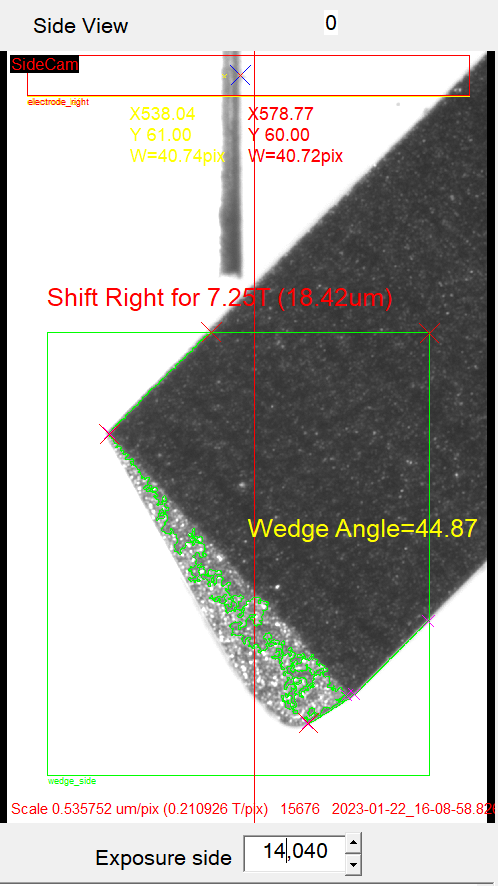 Side View 0
SideCam
electrode_right
X538.04 X578.77
Y 61.00 Y 60.00
W=40.74pix W=40.72pix
Shift Right for 7.25T (18.42um)
Wedge Angle=44.87
wedge_side
Scale 0.535752 um/pix (0.210926 T/pix) 15676 2023-01-22_16-08-58.826
Exposure side 14,040